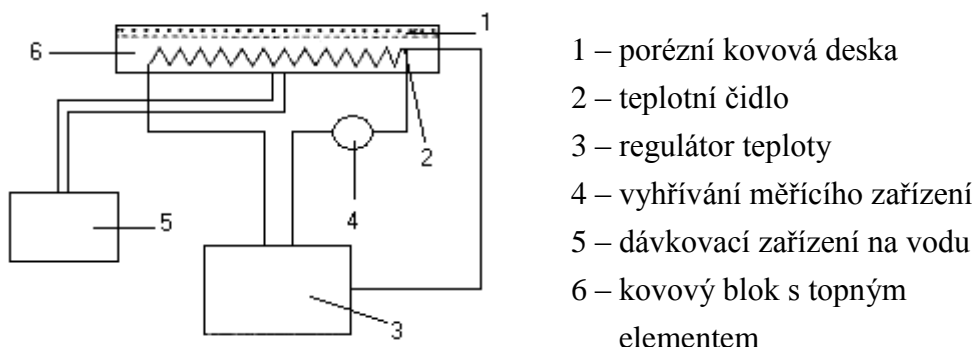 1
6
2
4
5
3
1 – porézní kovová deska
2 – teplotní čidlo
3 – regulátor teploty
4 – vyhřívání měřícího zařízení
5 – dávkovací zařízení na vodu
6 – kovový blok s topným
elementem